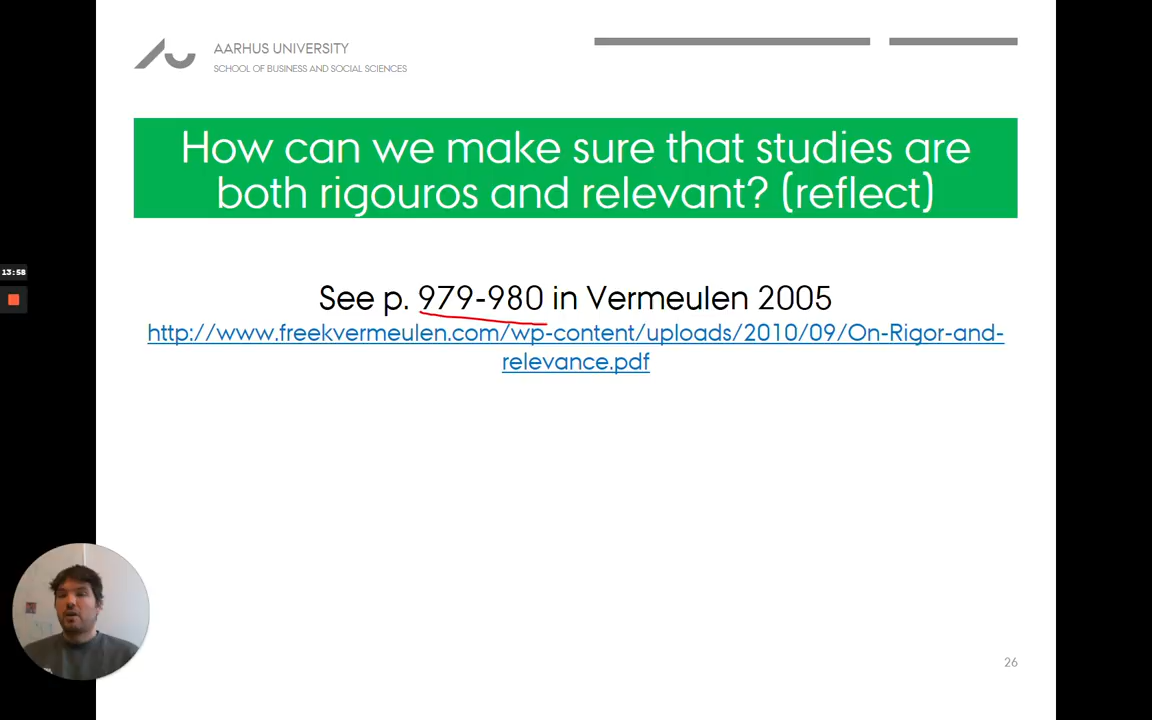 AARHUS UNIVERSITY
SCHOOL OF BUSINESS AND SOCIAL SCIENCES
How can we make sure that studies are
both rigouros and relevant? (reflect)
13:58
See p. 979-980 in Vermeulen 2005
http://www.freekvermeulen.com/wp-content/uploads/2010/09/On-Rigor-and-
relevance.pdf
26